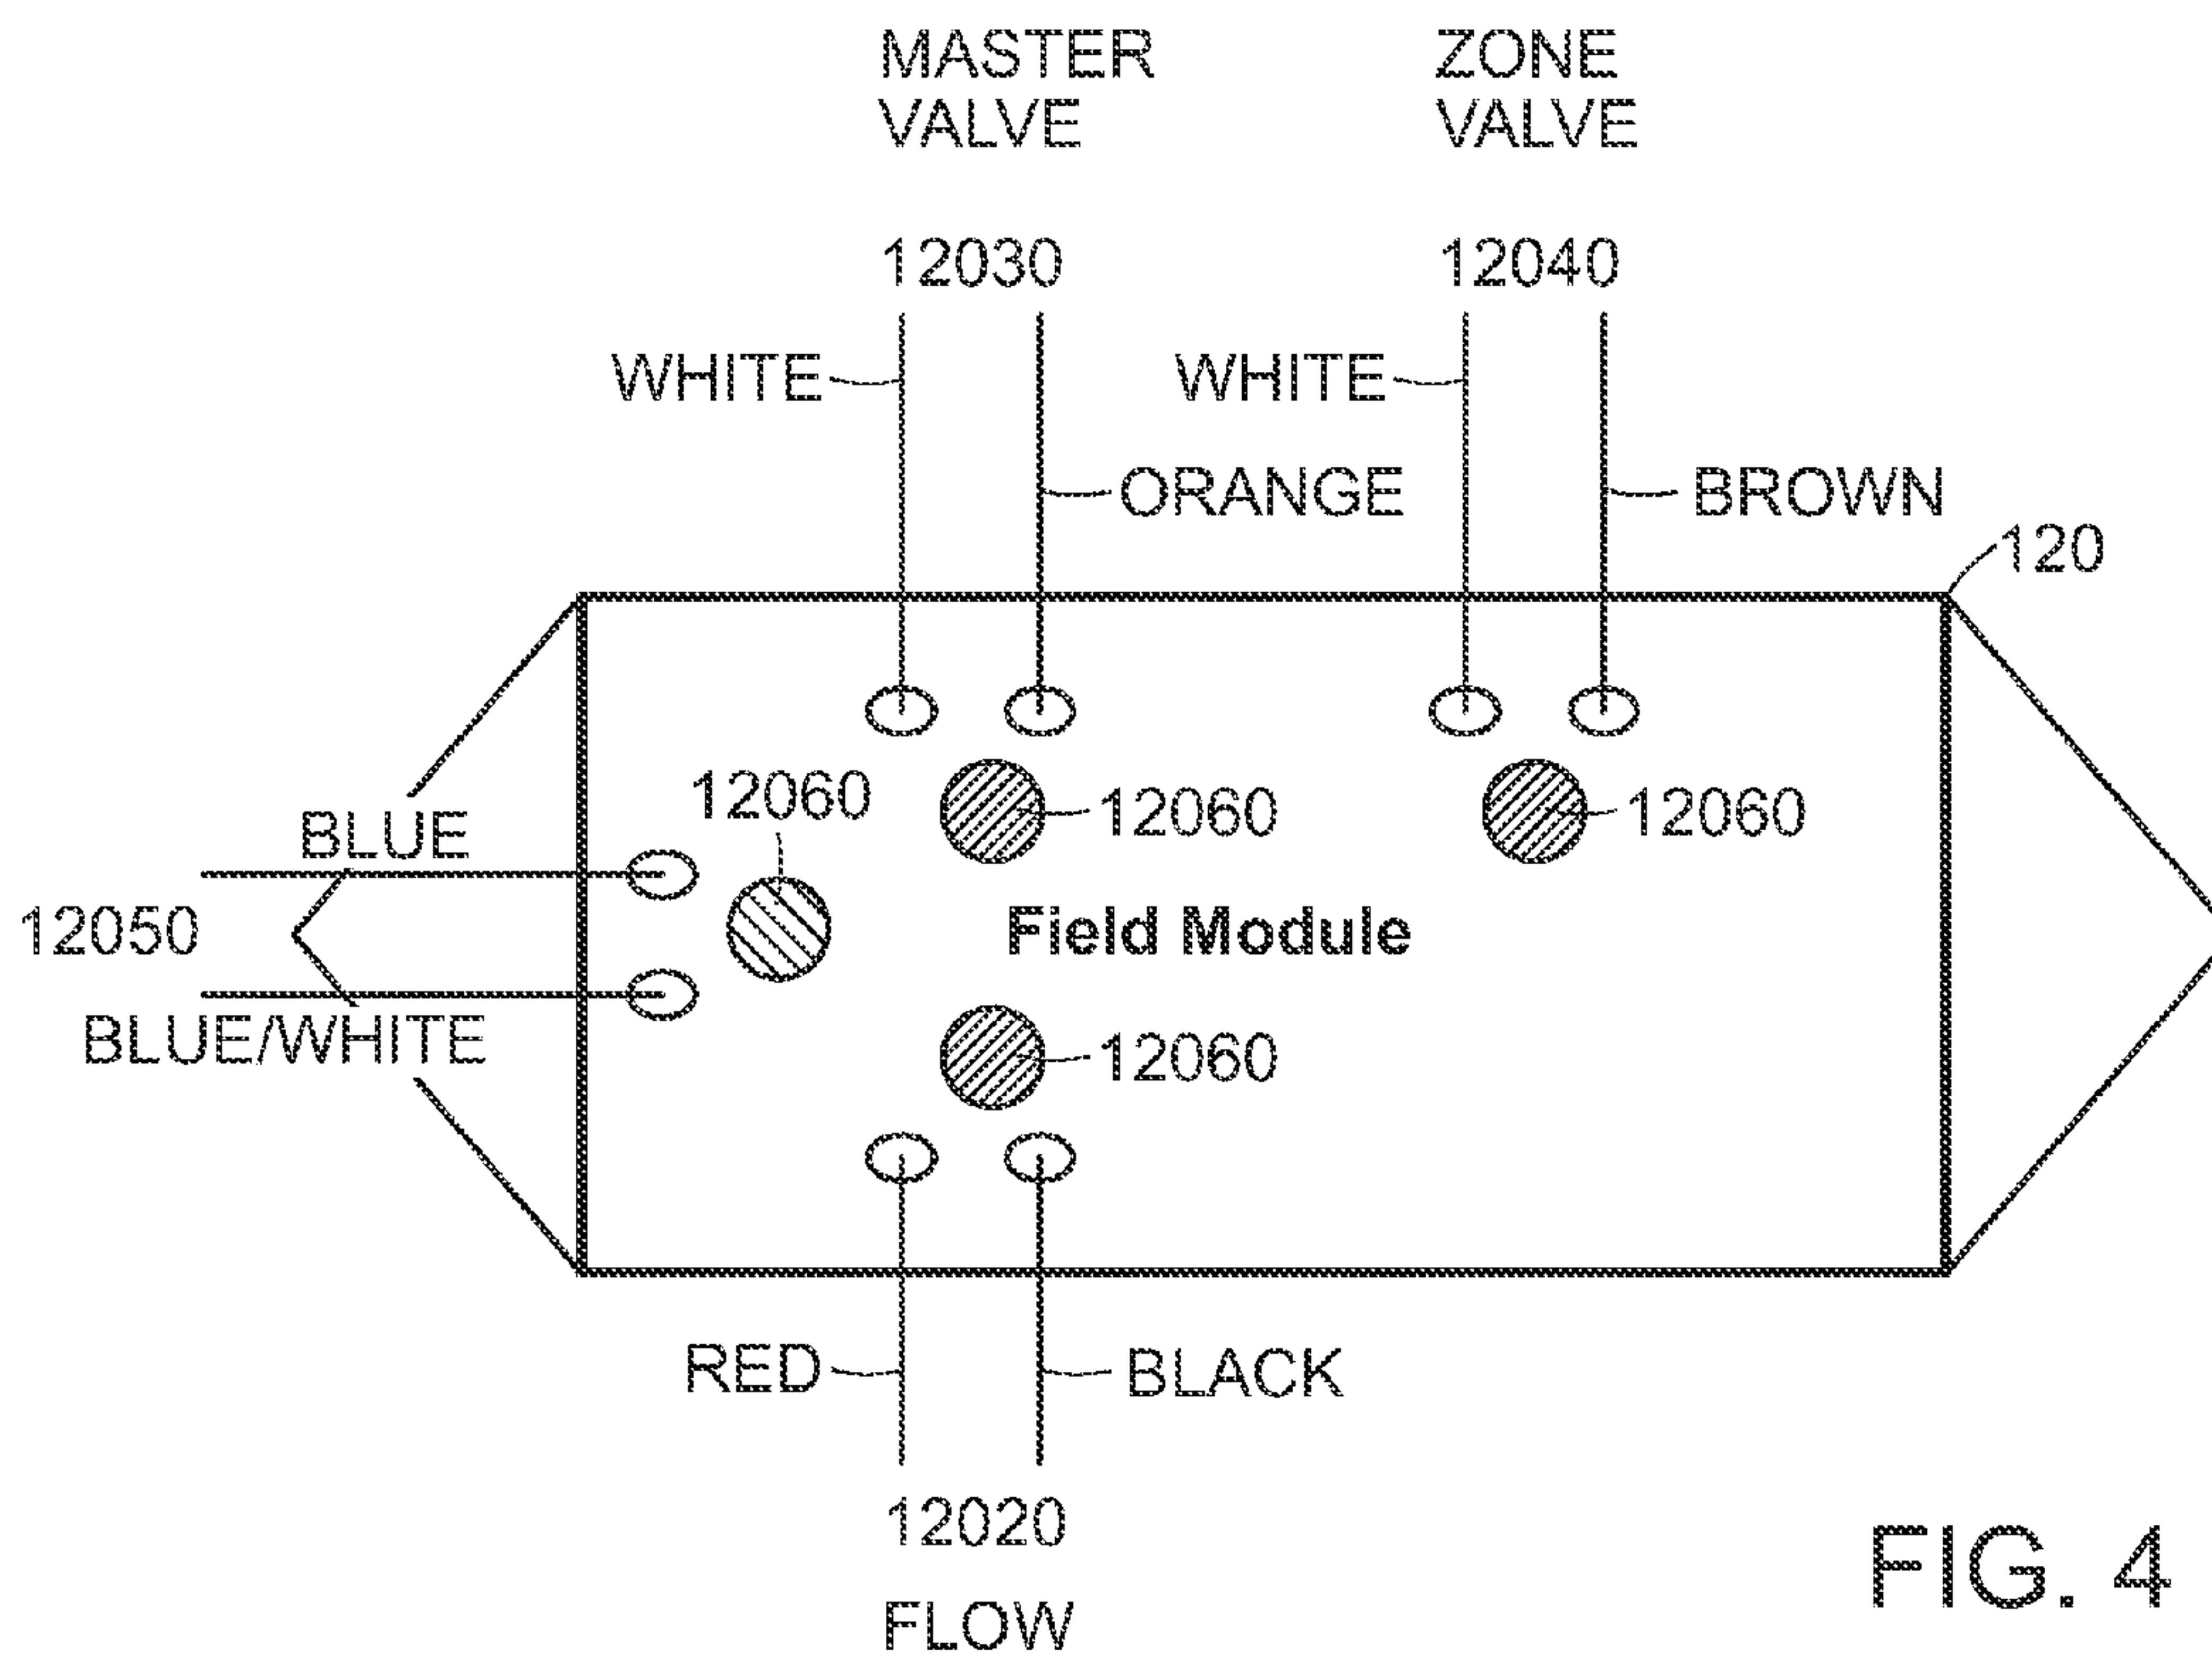 MASTER
VALVE
ZONE
VALVE
12030
12040
WHITE
WHITE
ORANGE
BROWN
120
12060
12060
12060
BLUE
12050
Field Module
BLUE/WHITE
12060
RED
BLACK
12020
FLOW
FIG. 4